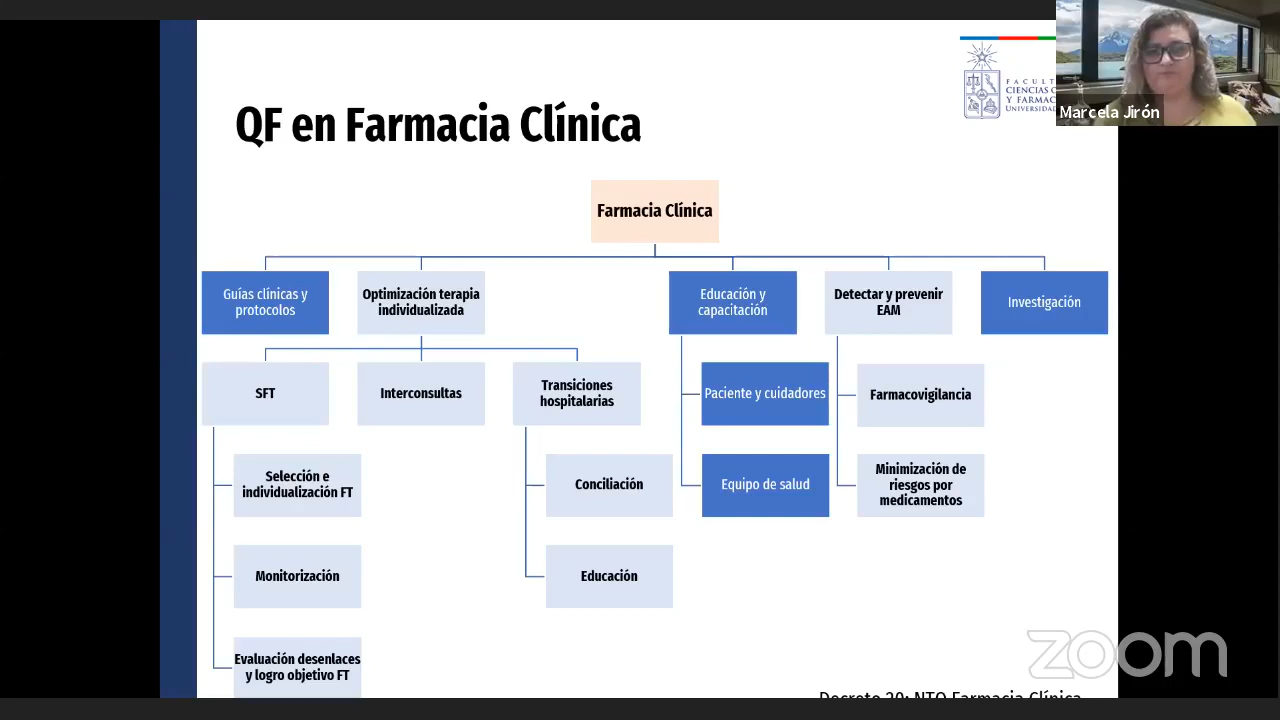 FACULT
CIENCIAS
Y FARMA
UNIVERSIDA
Marcela Jirón
QF en Farmacia Clínica
Farmacia Clínica
Guías clínicas y
protocolos
Optimización terapia
individualizada
Educación y
capacitación
Detectar y prevenir
EAM
Investigación
SFT
Interconsultas
Transiciones
hospitalarias
Paciente y cuidadores
Farmacovigilancia
Selección e
individualización FT
Conciliación
Equipo de salud
Minimización de
riesgos por
medicamentos
Monitorización
Educación
Evaluación desenlaces
y logro objetivo FT
zoom
Decreto 20: NTO Farmacia Clínica